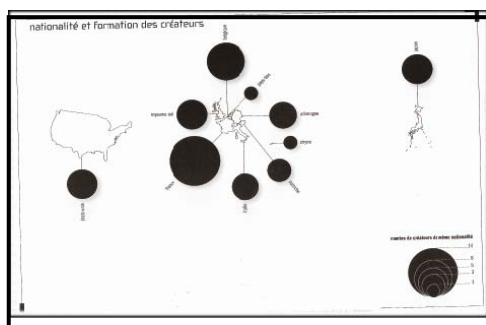 nationalité et formation des créateurs
belgique
japon
pays-bas
royaume-uni
allemagne
chypre
france
autriche
italie
états-unis
nombre de créateurs de même nationalité